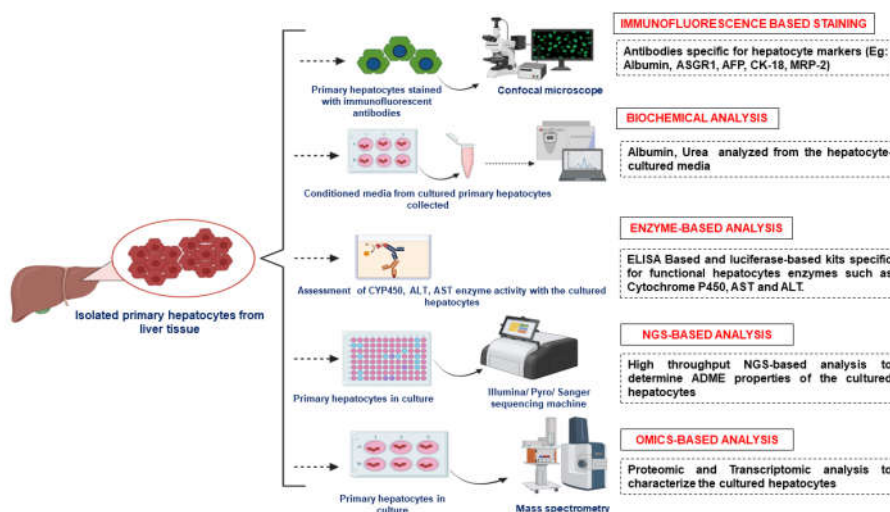 Isolated primary hepatocytes from
liver tissue
Primary hepatocytes stained
with immunofluorescent
antibodies
Confocal microscope
IMMUNOFLUORESCENCE BASED STAINING
Antibodies specific for hepatocyte markers (Eg:
Albumin, ASGR1, AFP, CK-18, MRP-2)
Conditioned media from cultured primary hepatocytes
collected
BIOCHEMICAL ANALYSIS
Albumin, Urea analyzed from the hepatocyte-
cultured media
Assessment of CYP450, ALT, AST enzyme activity with the cultured
hepatocytes
ENZYME-BASED ANALYSIS
ELISA Based and luciferase-based kits specific
for functional hepatocytes enzymes such as
Cytochrome P450, AST and ALT.
Primary hepatocytes in culture
Illumina/ Pyro/ Sanger
sequencing machine
NGS-BASED ANALYSIS
High throughput NGS-based analysis to
determine ADME properties of the cultured
hepatocytes
Primary hepatocytes in
culture
Mass spectrometry
OMICS-BASED ANALYSIS
Proteomic and Transcriptomic analysis to
characterize the cultured hepatocytes